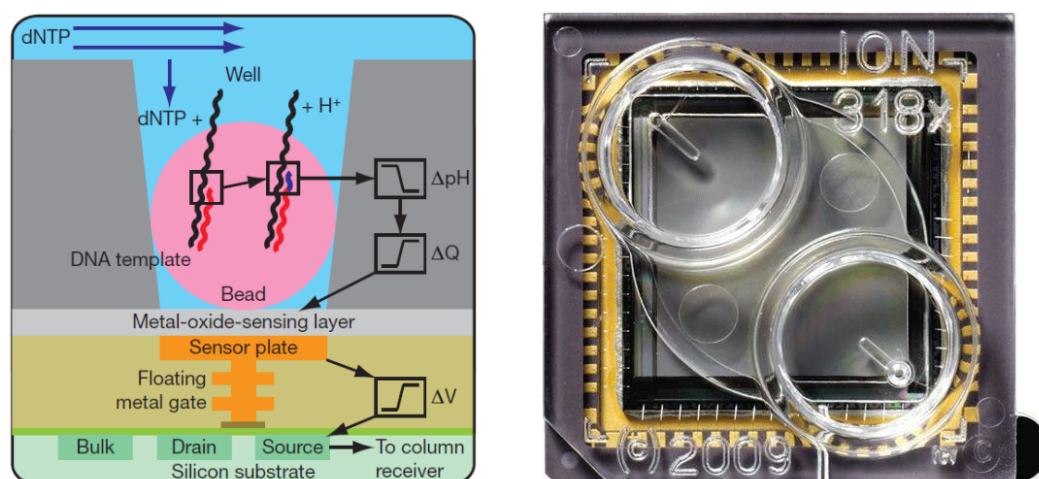 dNTP
Well
dNTP +
+ H⁺
ΔpH
ΔQ
DNA template
Bead
Metal-oxide-sensing layer
Sensor plate
Floating
metal gate
ΔV
Bulk
Drain
Source
To column
receiver
Silicon substrate
ION
318x
(©) 2009